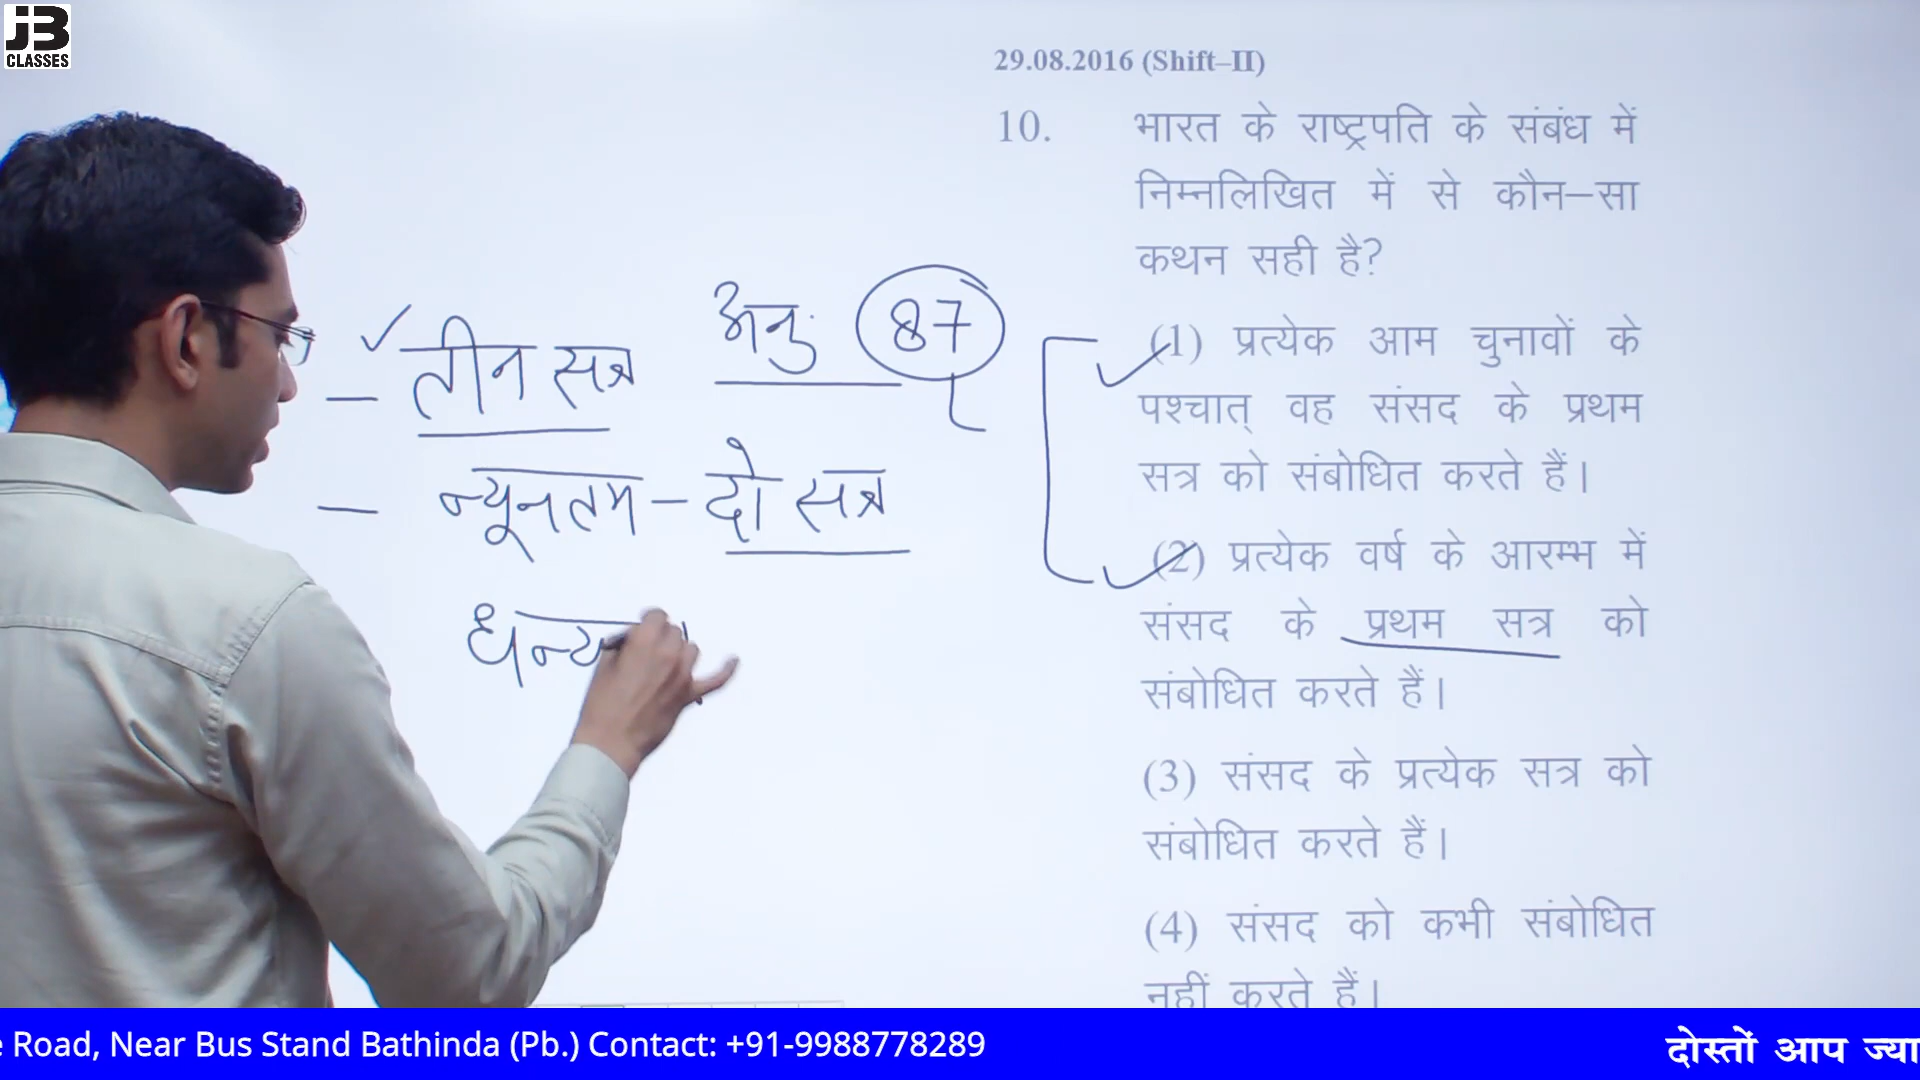 JB
CLASSES
29.08.2016 (Shift–II)
10. भारत के राष्ट्रपति के संबंध में
निम्नलिखित में से कौन–सा
कथन सही है?
(1) प्रत्येक आम चुनावों के
पश्चात् वह संसद के प्रथम
सत्र को संबोधित करते हैं।
(2) प्रत्येक वर्ष के आरम्भ में
संसद के प्रथम सत्र को
संबोधित करते हैं।
(3) संसद के प्रत्येक सत्र को
संबोधित करते हैं।
(4) संसद को कभी संबोधित
नहीं करते हैं।
अनु. 87
– तीन सत्र
– न्यूनतम – दो सत्र
धन्य
Road, Near Bus Stand Bathinda (Pb.) Contact: +91-9988778289
दोस्तों आप ज्या